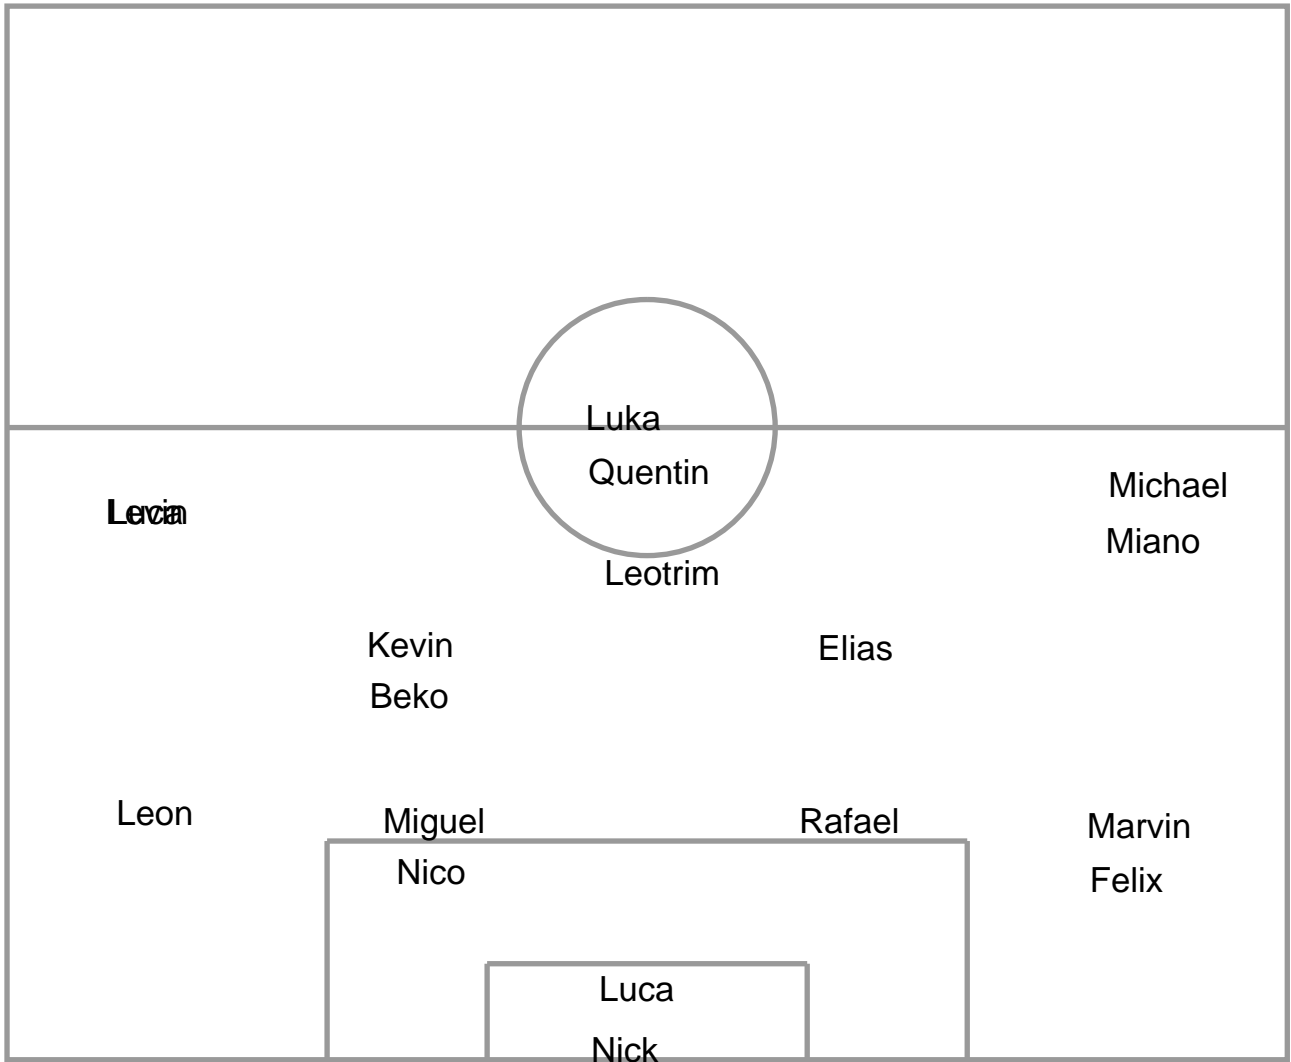 Luka
Quentin
Michael
Miano
Leotrim
Kevin
Elias
Beko
Leon
Miguel
Rafael
Marvin
Nico
Felix
Luca
Nick